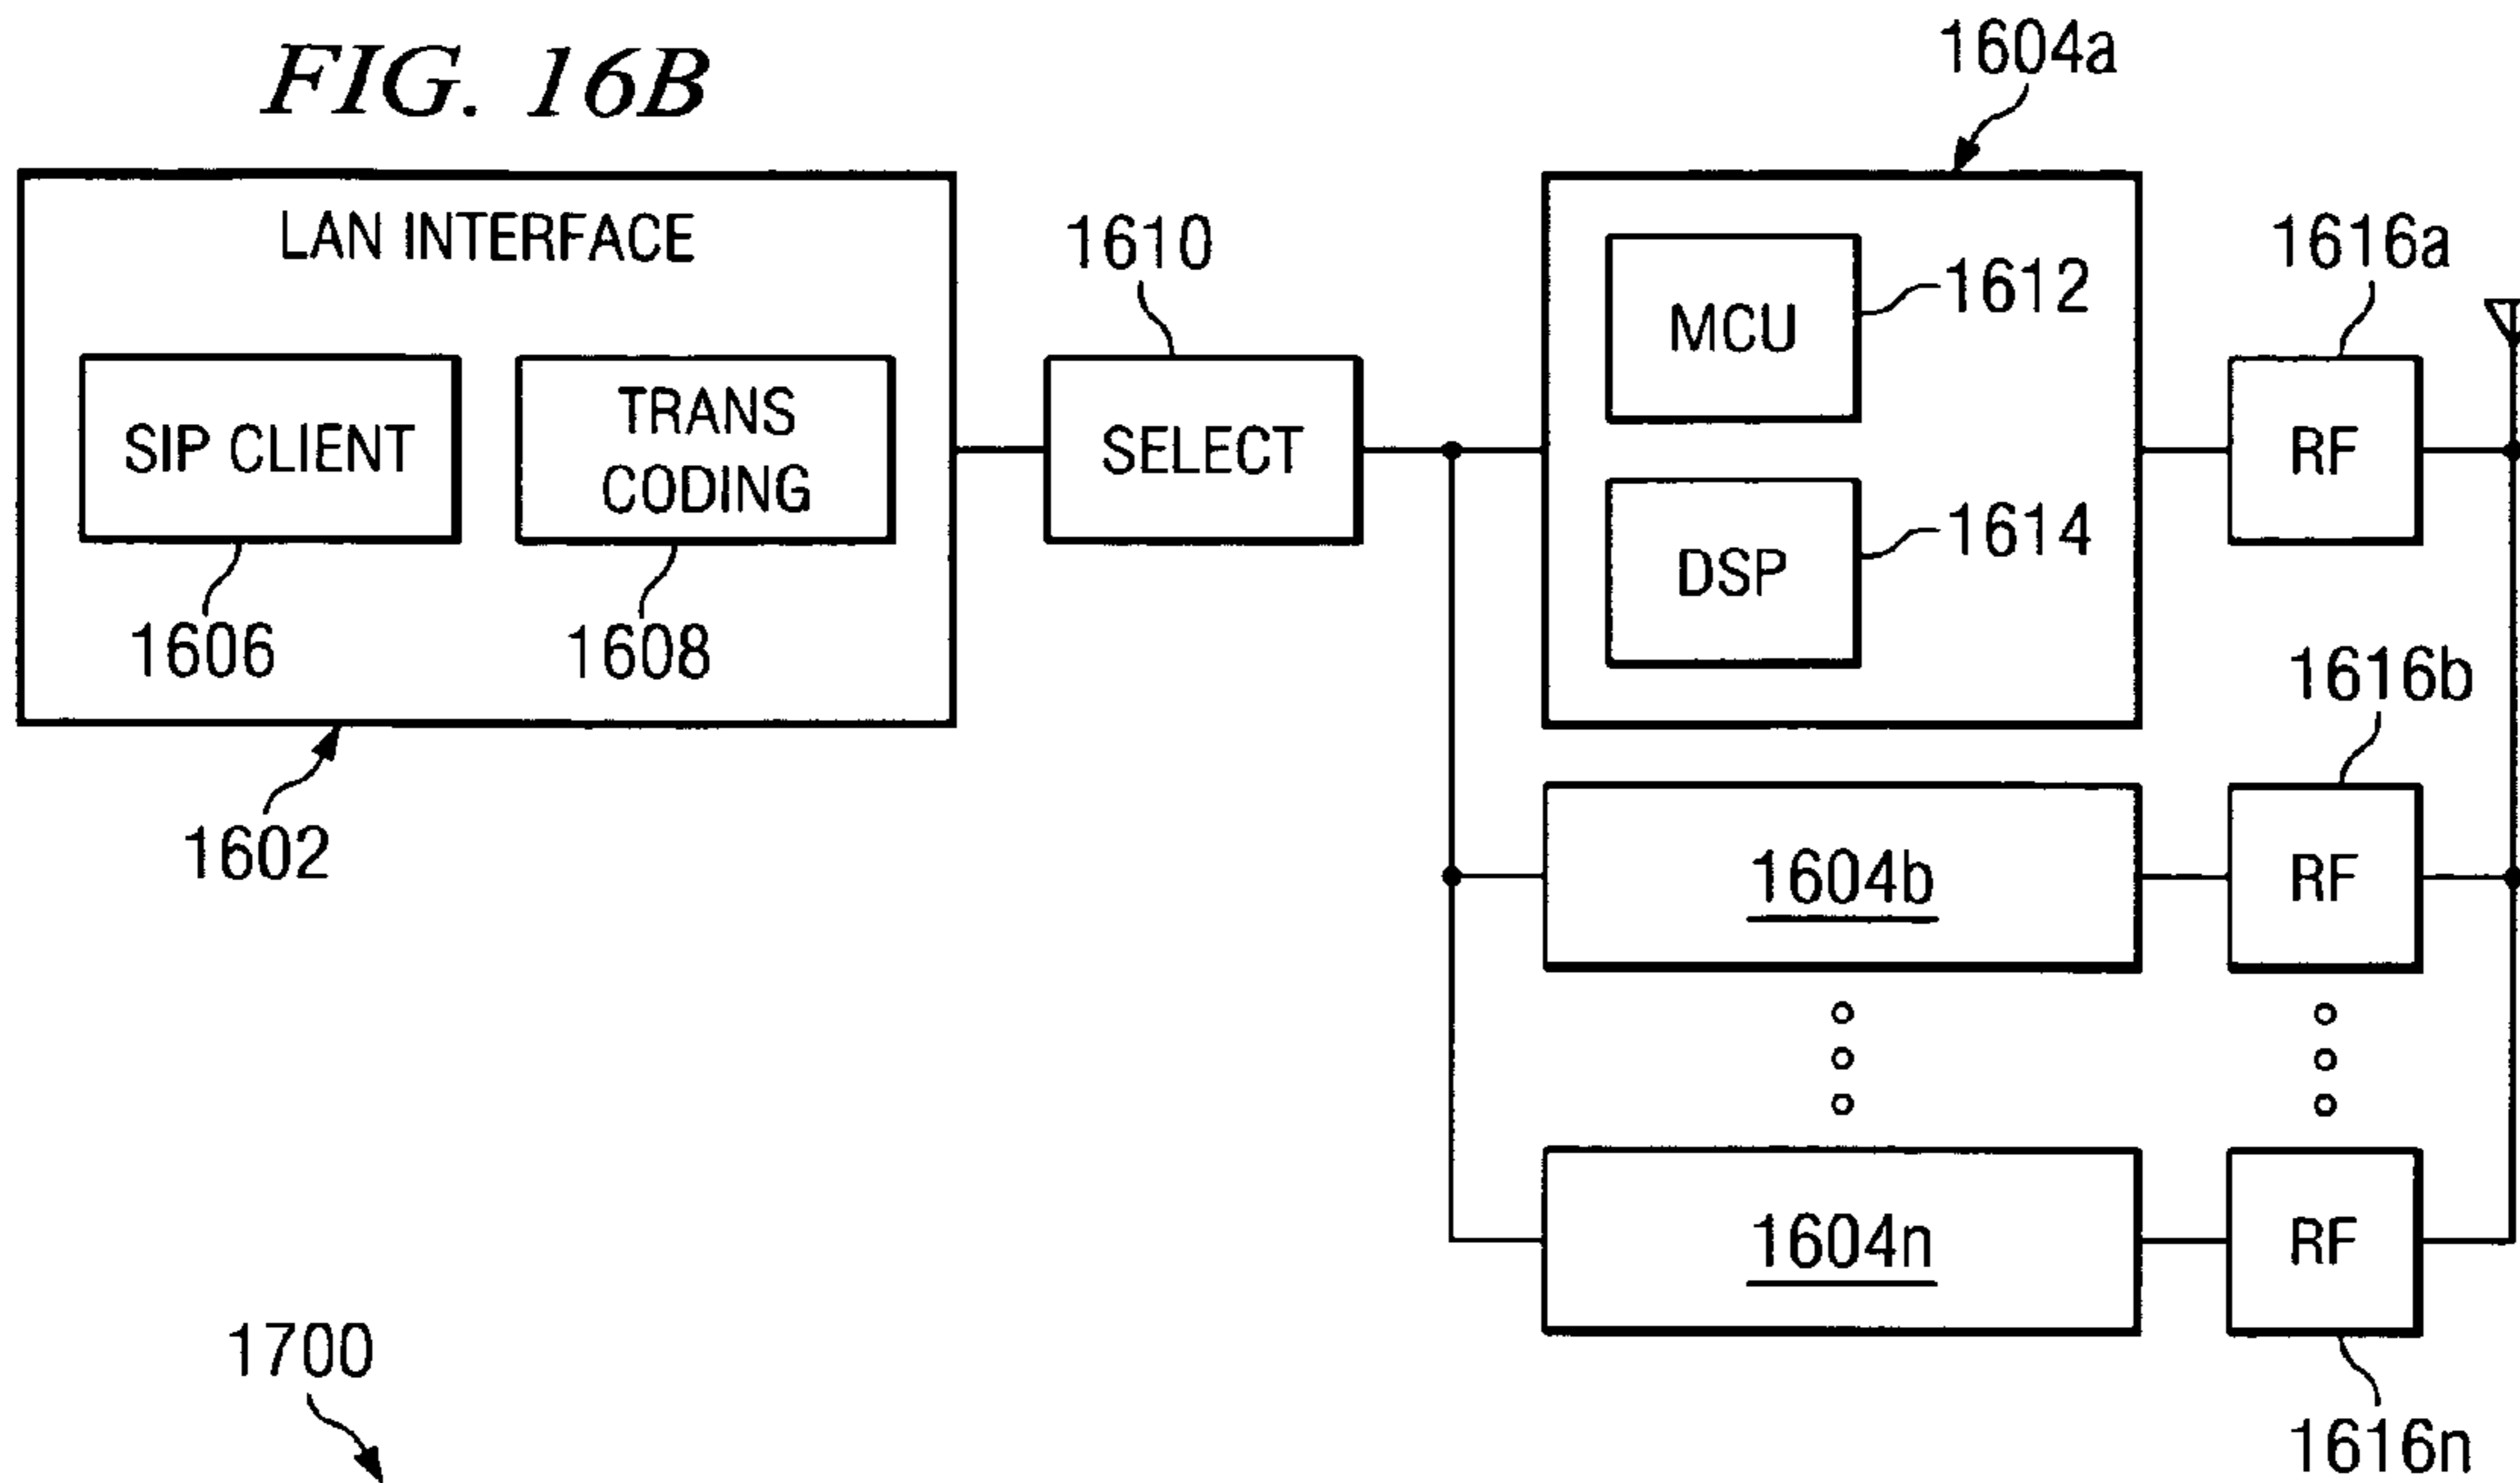 FIG. 16B
1604a
LAN INTERFACE
1610
1616a
MCU
1612
SIP CLIENT
TRANS
CODING
SELECT
RF
DSP
1614
1606
1608
1616b
1602
1604b
RF
1604n
RF
1700
1616n